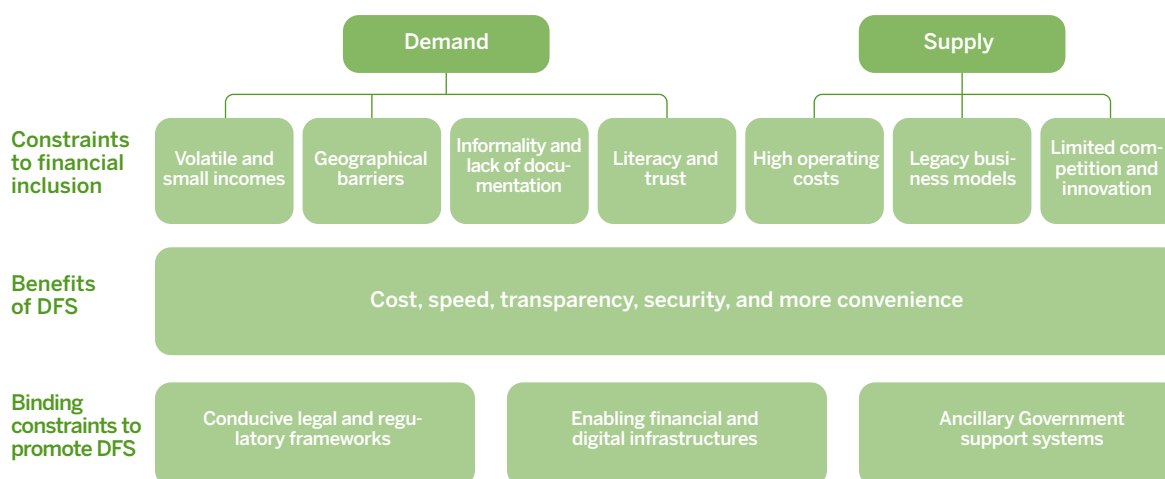 Demand
Supply
Constraints
to financial
inclusion
Volatile and
small incomes
Geographical
barriers
Informality and
lack of docu-
mentation
Literacy and
trust
High operating
costs
Legacy busi-
ness models
Limited com-
petition and
innovation
Benefits
of DFS
Cost, speed, transparency, security, and more convenience
Binding
constraints to
promote DFS
Conducive legal and regu-
latory frameworks
Enabling financial and
digital infrastructures
Ancillary Government
support systems